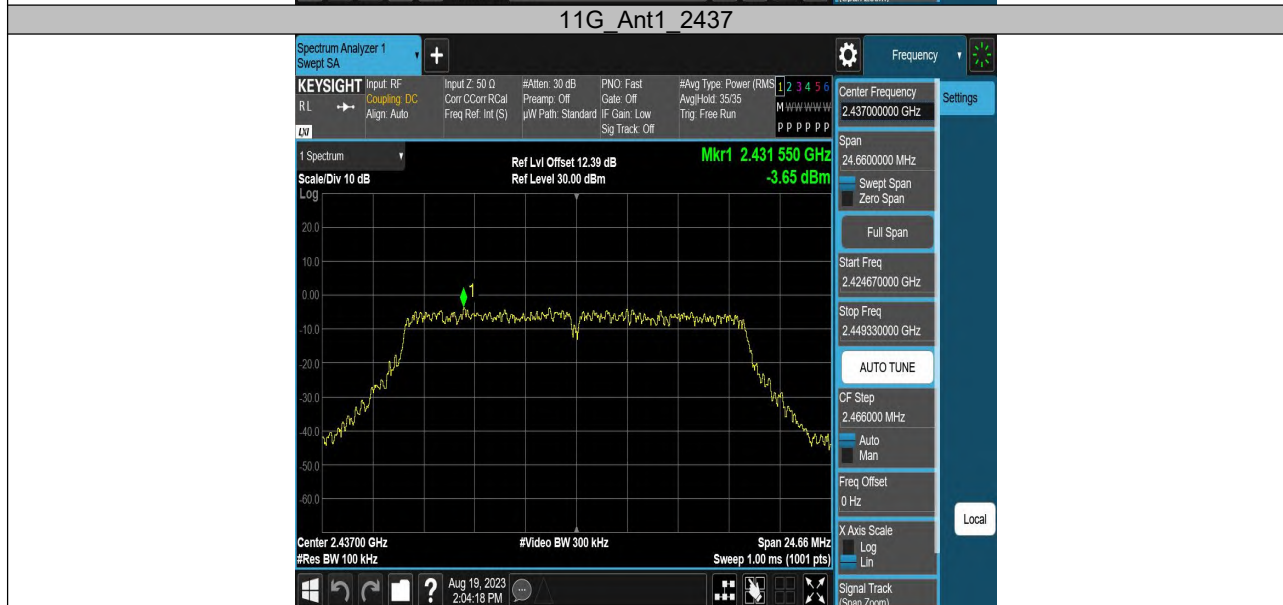 11G_Ant1_2437
Spectrum Analyzer 1
Swept SA
+
Frequency
KEYSIGHT
RL
LXI
Input: RF
Coupling: DC
Align: Auto
Input Z: 50 Ω
Corr CCorr RCal
Freq Ref: Int (S)
#Atten: 30 dB
Preamp: Off
µW Path: Standard
PNO: Fast
Gate: Off
IF Gain: Low
Sig Track: Off
#Avg Type: Power (RMS
Avg|Hold: 35/35
Trig: Free Run
1 2 3 4 5 6
M W W W W W
P P P P P P
Center Frequency
2.437000000 GHz
Settings
Span
24.6600000 MHz
Swept Span
Zero Span
Full Span
Start Freq
2.424670000 GHz
Stop Freq
2.449330000 GHz
AUTO TUNE
CF Step
2.466000 MHz
Auto
Man
Freq Offset
0 Hz
X Axis Scale
Log
Lin
Local
Signal Track
(Span Zoom)
1 Spectrum
Scale/Div 10 dB
Log
Ref Lvl Offset 12.39 dB
Ref Level 30.00 dBm
Mkr1 2.431 550 GHz
-3.65 dBm
20.0
10.0
0.00
-10.0
-20.0
-30.0
-40.0
-50.0
-60.0
1
Center 2.43700 GHz
#Res BW 100 kHz
#Video BW 300 kHz
Span 24.66 MHz
Sweep 1.00 ms (1001 pts)
?
Aug 19, 2023
2:04:18 PM